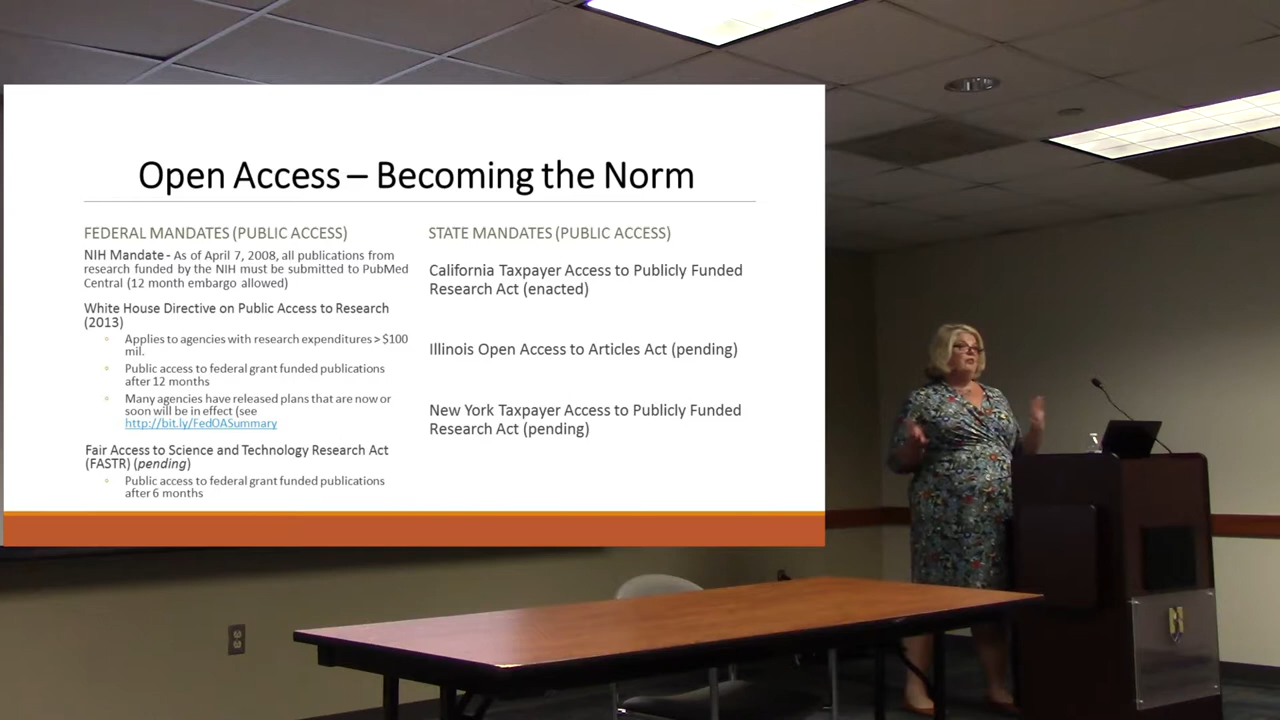 Open Access – Becoming the Norm
FEDERAL MANDATES (PUBLIC ACCESS)
NIH Mandate - As of April 7, 2008, all publications from
research funded by the NIH must be submitted to PubMed
Central (12 month embargo allowed)
White House Directive on Public Access to Research
(2013)
Applies to agencies with research expenditures > $100
mil.
Public access to federal grant funded publications
after 12 months
Many agencies have released plans that are now or
soon will be in effect (see
http://bit.ly/FedOASummary
Fair Access to Science and Technology Research Act
(FASTR) (pending)
Public access to federal grant funded publications
after 6 months
STATE MANDATES (PUBLIC ACCESS)
California Taxpayer Access to Publicly Funded
Research Act (enacted)
Illinois Open Access to Articles Act (pending)
New York Taxpayer Access to Publicly Funded
Research Act (pending)